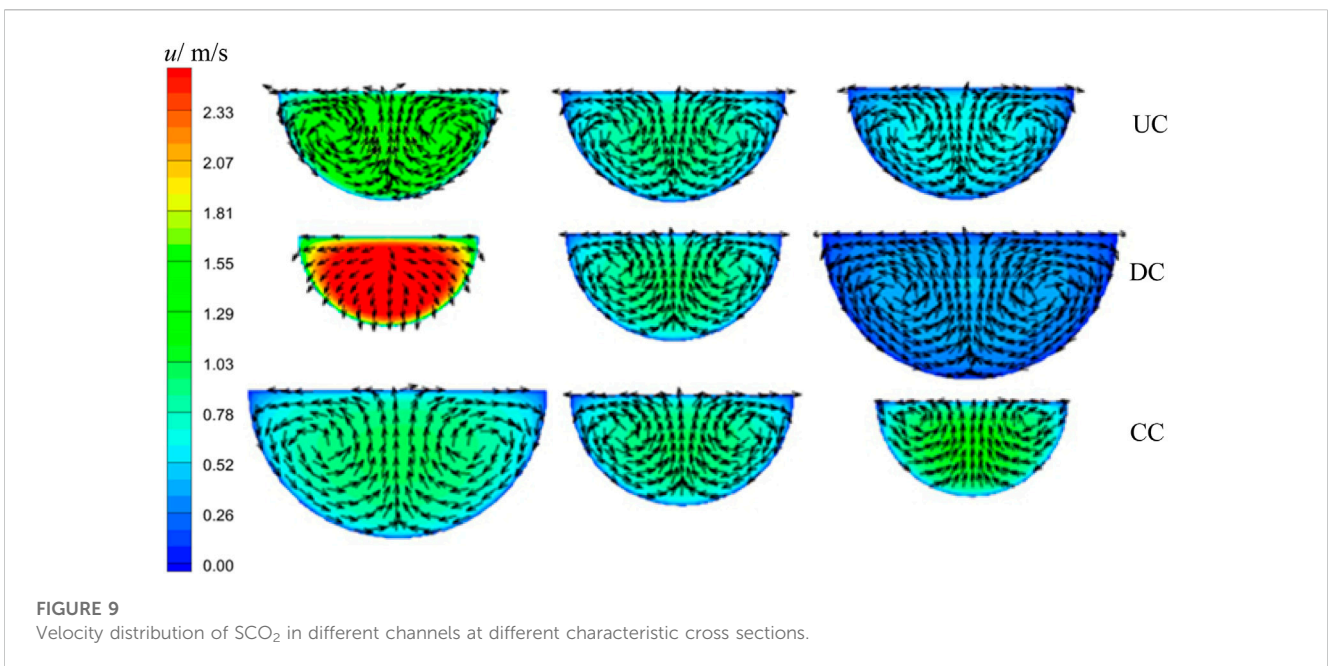 u/ m/s
2.33
2.07
1.81
1.55
1.29
1.03
0.78
0.52
0.26
0.00
UC
DC
CC
FIGURE 9
Velocity distribution of SCO₂ in different channels at different characteristic cross sections.